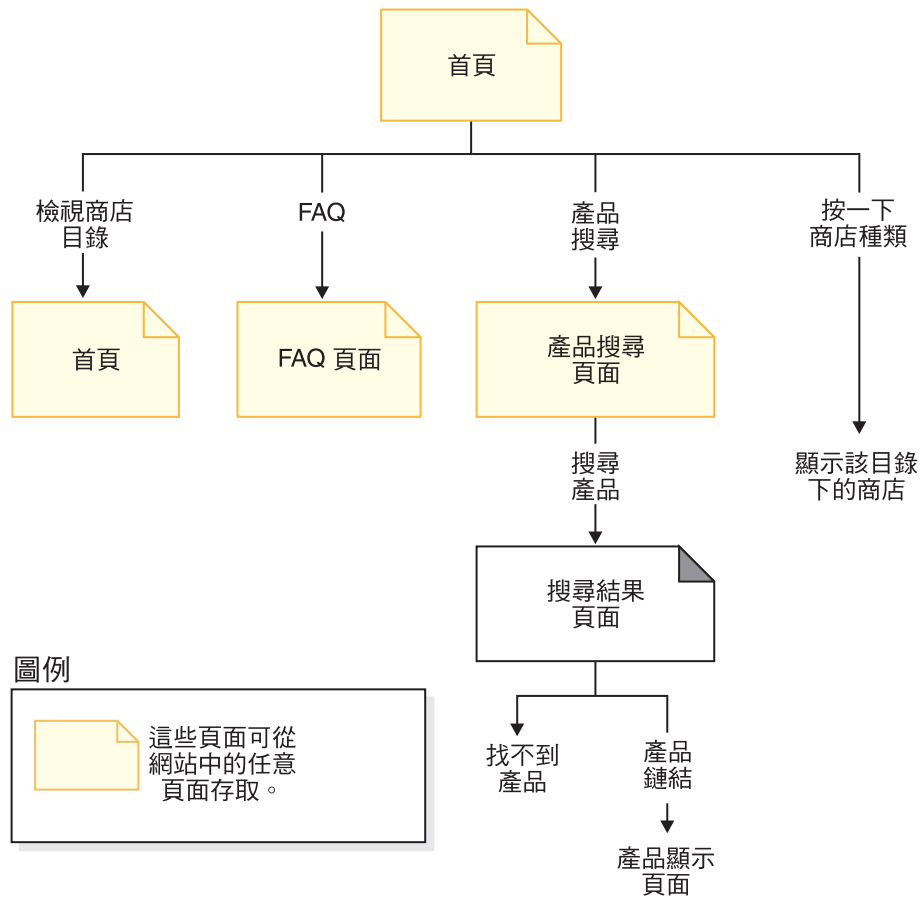 首頁
檢視商店
目錄
FAQ
產品
搜尋
按一下
商店種類
首頁
FAQ 頁面
產品搜尋
頁面
搜尋
產品
顯示該目錄
下的商店
搜尋結果
頁面
圖例
這些頁面可從
網站中的任意
頁面存取。
找不到
產品
產品
鏈結
產品顯示
頁面